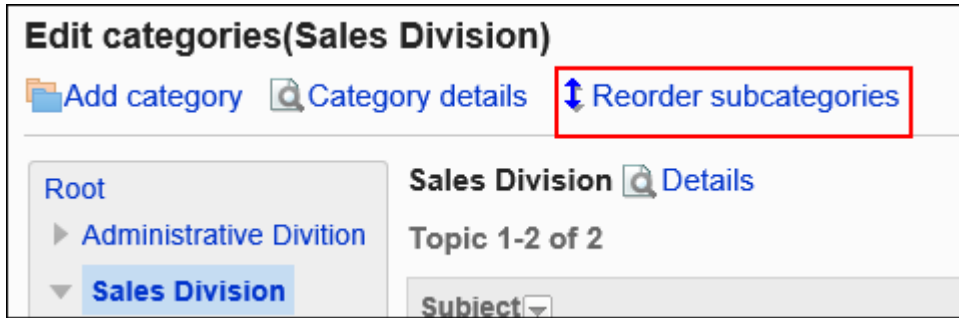 Edit categories(Sales Division)
Add category Category details Reorder subcategories
Root
Administrative Divition
Sales Division
Sales Division Details
Topic 1-2 of 2
Subject